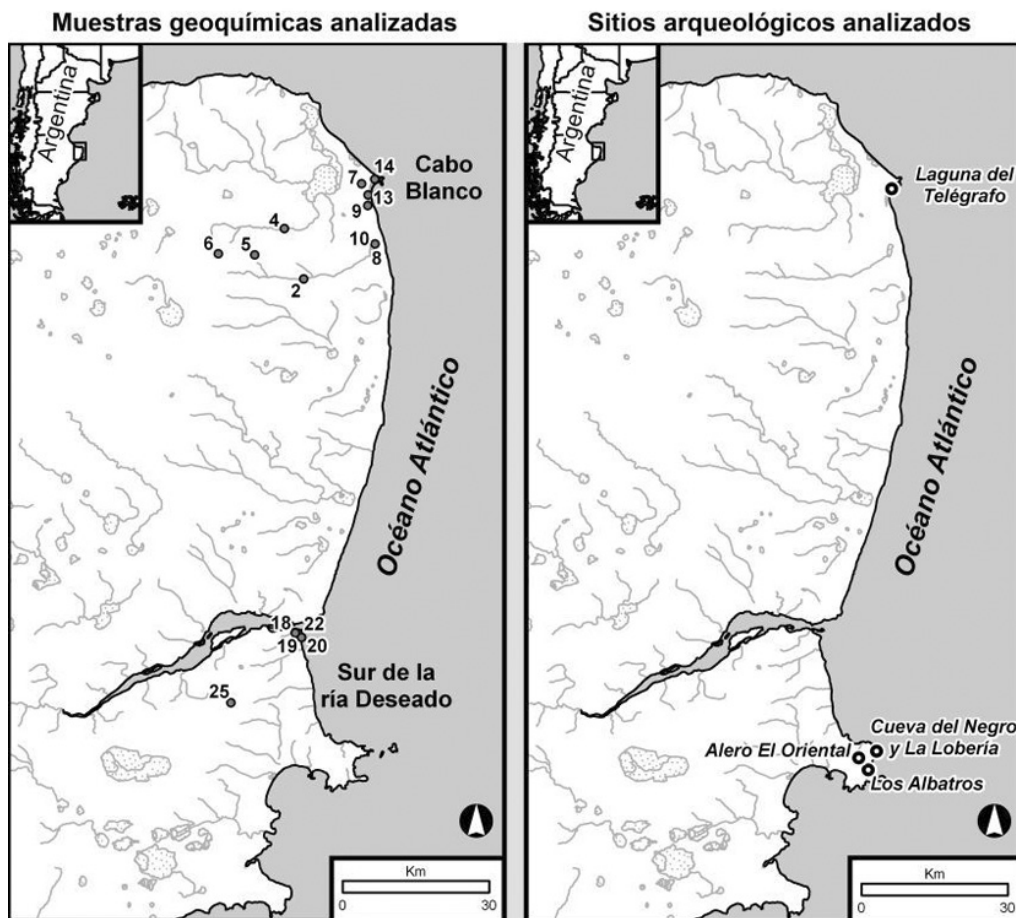 Muestras geoquímicas analizadas
Argentina
Cabo
Blanco
14
7
13
9
4
10
8
6
5
2
Océano Atlántico
18
22
19
20
Sur de la
ría Deseado
25
Km
0
30
Sitios arqueológicos analizados
Argentina
Laguna del
Telégrafo
Océano Atlántico
Cueva del Negro
y La Lobería
Alero El Oriental
Los Albatros
Km
0
30